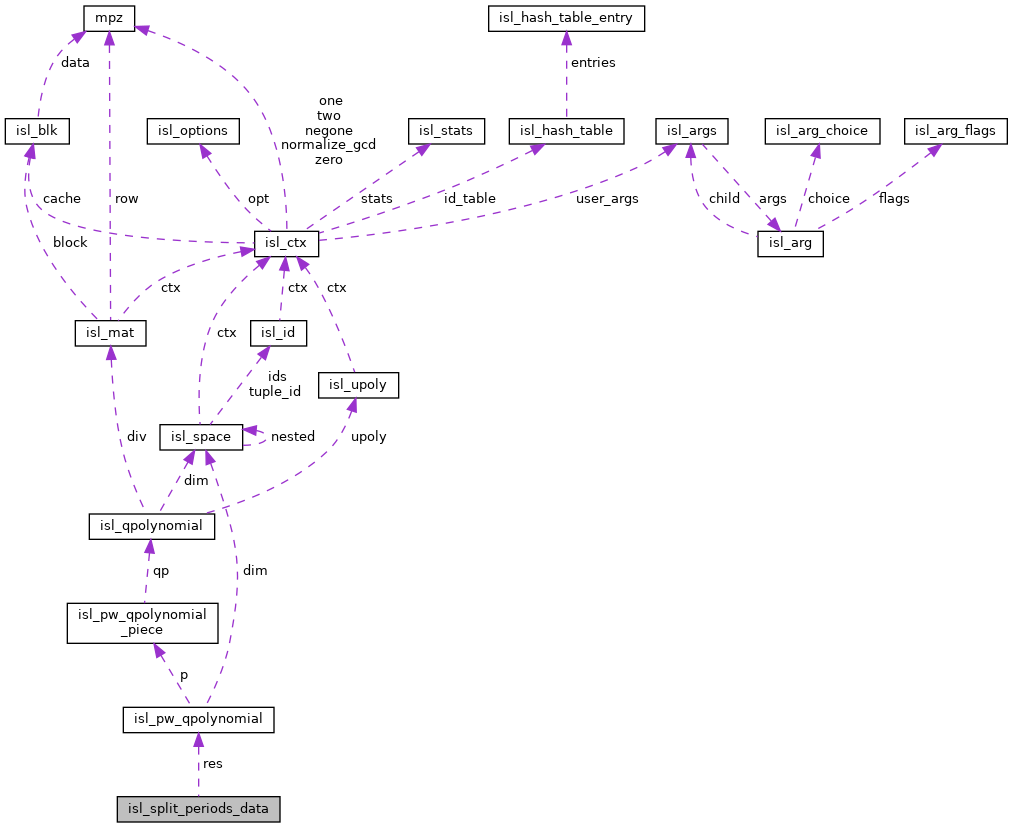 mpz
isl_hash_table_entry
data
entries
one
two
negone
normalize_gcd
zero
isl_blk
isl_options
isl_stats
isl_hash_table
isl_args
isl_arg_choice
isl_arg_flags
cache
row
opt
stats
id_table
user_args
child
args
choice
flags
block
isl_ctx
isl_arg
ctx
ctx
ctx
isl_mat
ctx
isl_id
ids
tuple_id
isl_upoly
div
isl_space
nested
upoly
dim
isl_qpolynomial
qp
dim
isl_pw_qpolynomial
_piece
p
isl_pw_qpolynomial
res
isl_split_periods_data